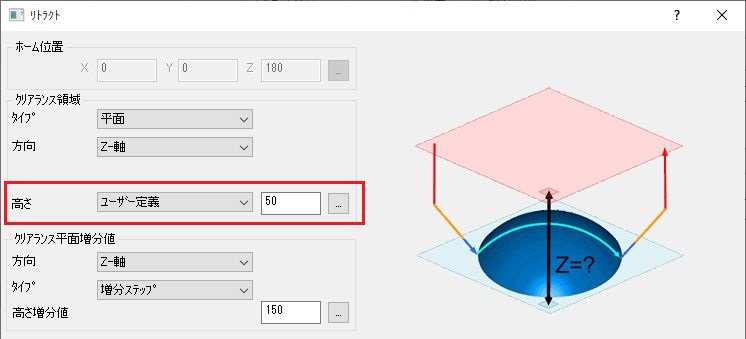 ﾘﾄﾗｸﾄ
ﾎｰﾑ位置
X 0 Y 0 Z 180 ...
ｸﾘｱﾗﾝｽ領域
ﾀｲﾌﾟ 平面
方向 Z-軸
高さ ﾕｰｻﾞｰ定義 50 ...
ｸﾘｱﾗﾝｽ平面増分値
方向 Z-軸
ﾀｲﾌﾟ 増分ｽﾃｯﾌﾟ
高さ増分値 150 ...
Z=?